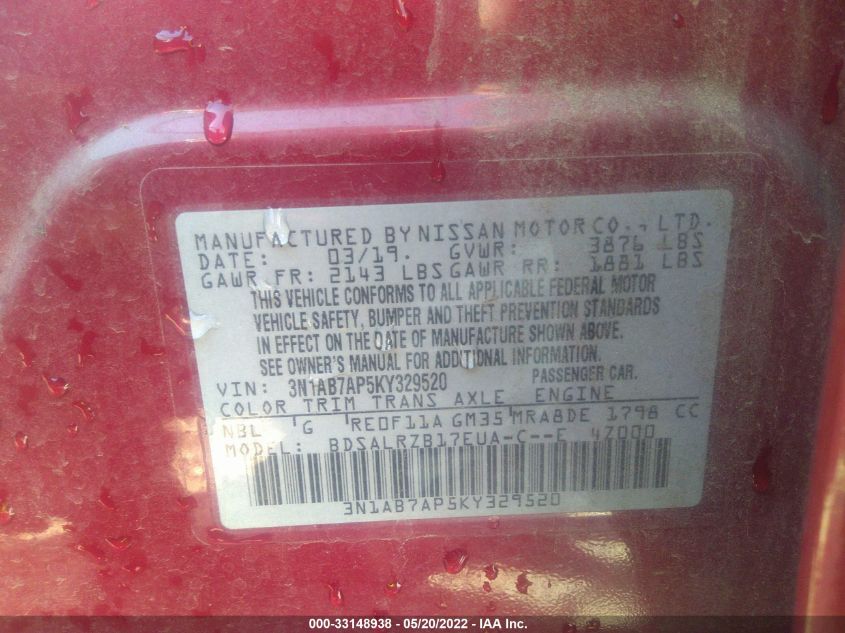 MANUFACTURED BY NISSAN MOTOR CO., LTD.
DATE: 03/19. GVWR: 3876 LBS
GAWR FR: 2143 LBS GAWR RR: 1881 LBS
THIS VEHICLE CONFORMS TO ALL APPLICABLE FEDERAL MOTOR
VEHICLE SAFETY, BUMPER AND THEFT PREVENTION STANDARDS
IN EFFECT ON THE DATE OF MANUFACTURE SHOWN ABOVE.
SEE OWNER'S MANUAL FOR ADDITIONAL INFORMATION.
VIN: 3N1AB7AP5KY329520 PASSENGER CAR.
COLOR TRIM TRANS AXLE ENGINE
NBL G RE0F11A GM35 MRA8DE 1798 CC
MODEL: BDSALRZB17EUA-C--E 47000
3N1AB7AP5KY329520
000-33148938 - 05/20/2022 - IAA Inc.